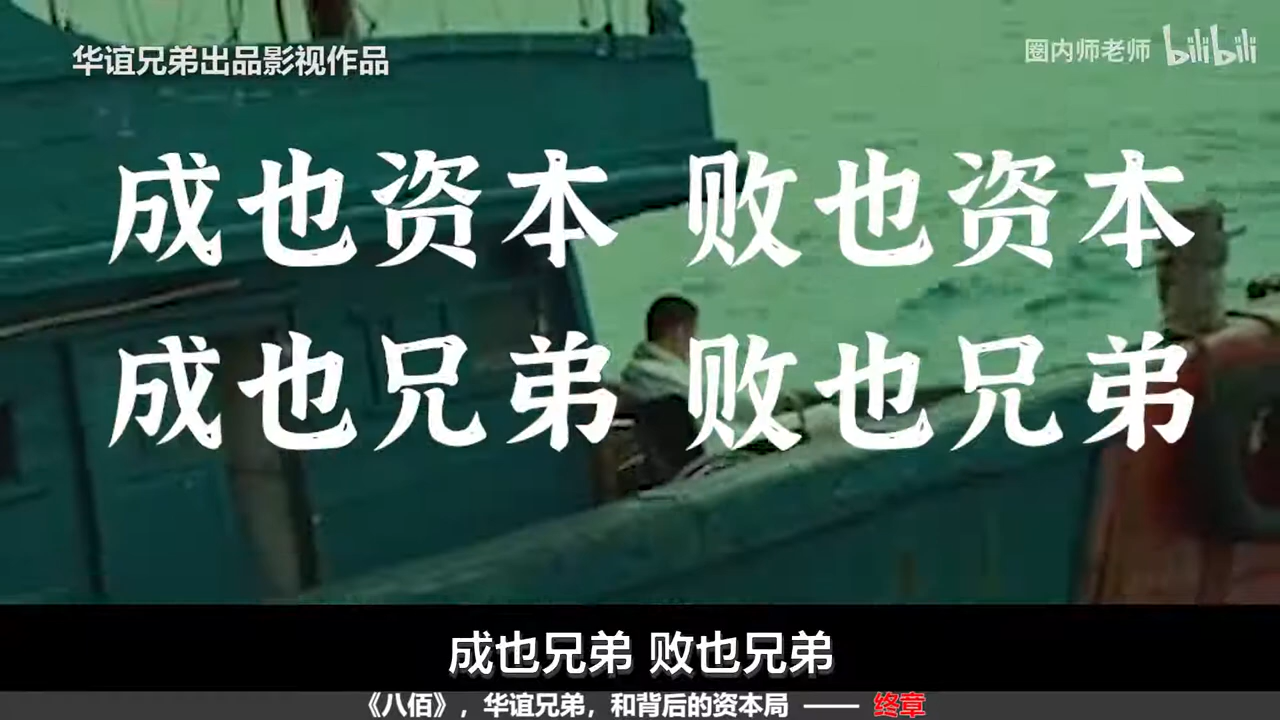 华谊兄弟出品影视作品
圈内师老师 bilibili
成也资本 败也资本
成也兄弟 败也兄弟
成也兄弟 败也兄弟
《八佰》，华谊兄弟，和背后的资本局 —— 终章